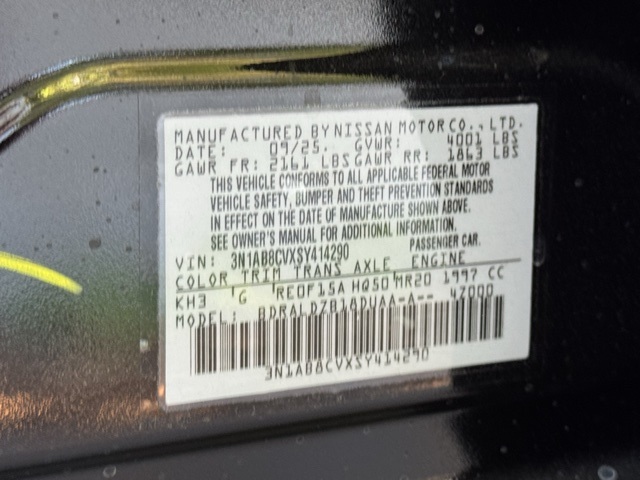 MANUFACTURED BY NISSAN MOTOR CO., LTD.
DATE: 09/25. GVWR: 4001 LBS
GAWR FR: 2161 LBS GAWR RR: 1863 LBS
THIS VEHICLE CONFORMS TO ALL APPLICABLE FEDERAL MOTOR
VEHICLE SAFETY, BUMPER AND THEFT PREVENTION STANDARDS
IN EFFECT ON THE DATE OF MANUFACTURE SHOWN ABOVE.
SEE OWNER'S MANUAL FOR ADDITIONAL INFORMATION.
VIN: 3N1AB8CVXSY414290 PASSENGER CAR.
COLOR TRIM TRANS AXLE ENGINE
KH3 G RE0F15A HQ50 MR20 1997 CC
MODEL: BDRALDZB18DUAA-A-- 47000
3N1AB8CVXSY414290